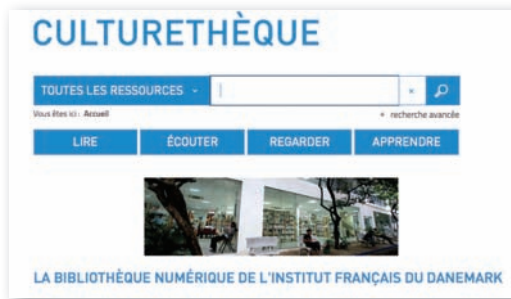 CULTURETHÈQUE
TOUTES LES RESSOURCES
Vous êtes ici : Accueil
+ recherche avancée
LIRE ÉCOUTER REGARDER APPRENDRE
LA BIBLIOTHÈQUE NUMÉRIQUE DE L'INSTITUT FRANÇAIS DU DANEMARK